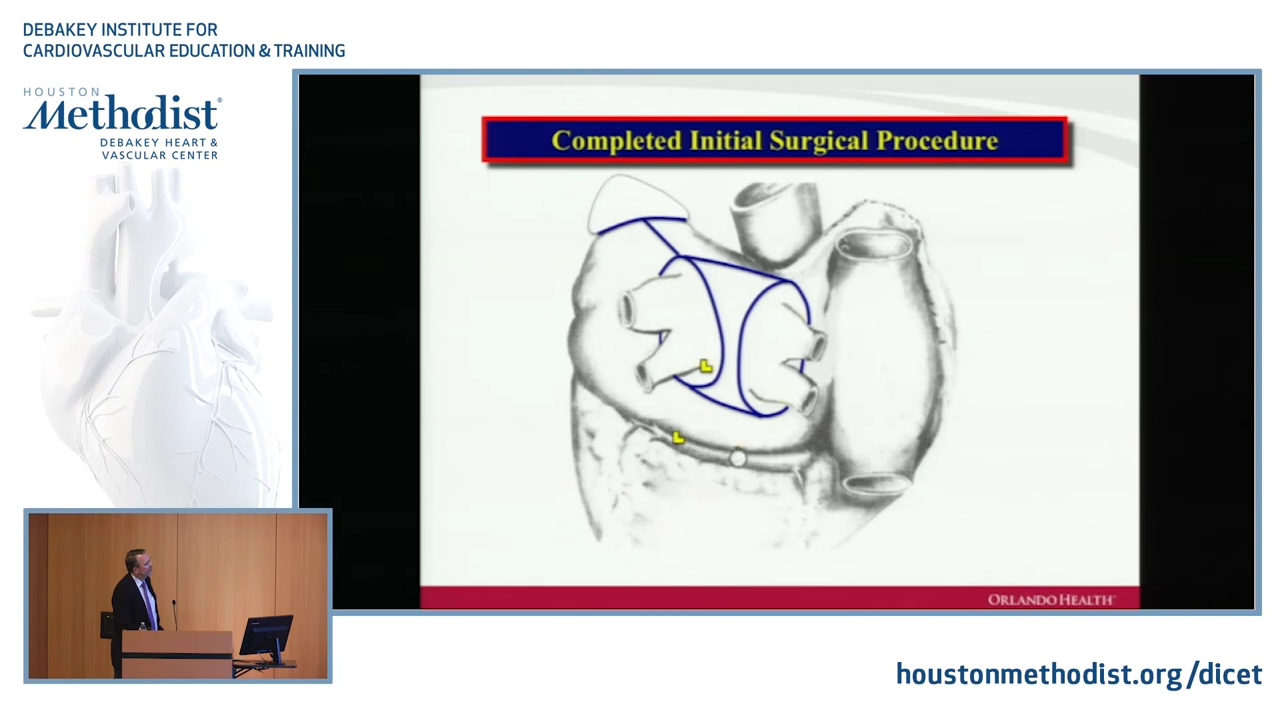 DEBAKEY INSTITUTE FOR
CARDIOVASCULAR EDUCATION & TRAINING
HOUSTON
Methodist®
DEBAKEY HEART &
VASCULAR CENTER
Completed Initial Surgical Procedure
ORLANDO HEALTH™
houstonmethodist.org/dicet